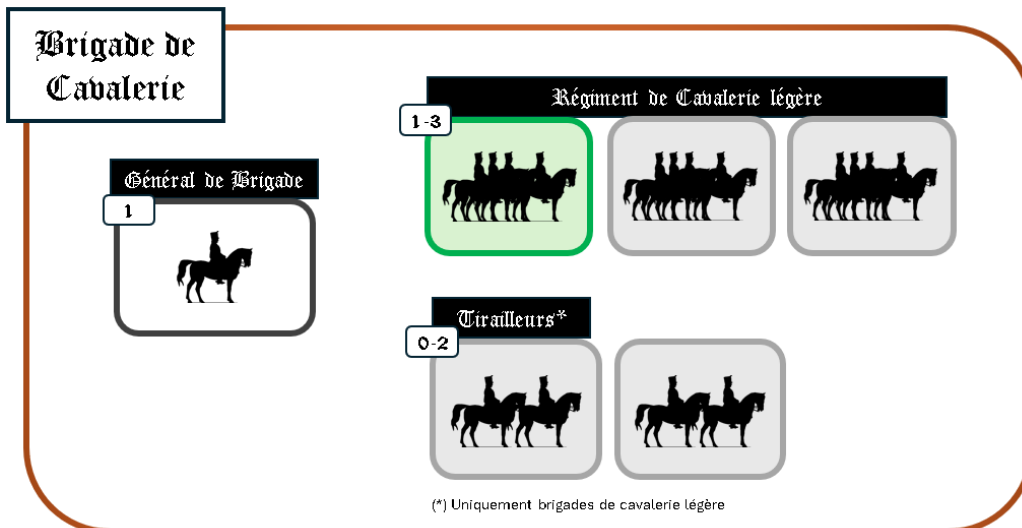 Brigade de
Cavalerie
Régiment de Cavalerie légère
1-3
Général de Brigade
1
Tirailleurs*
0-2
(*) Uniquement brigades de cavalerie légère